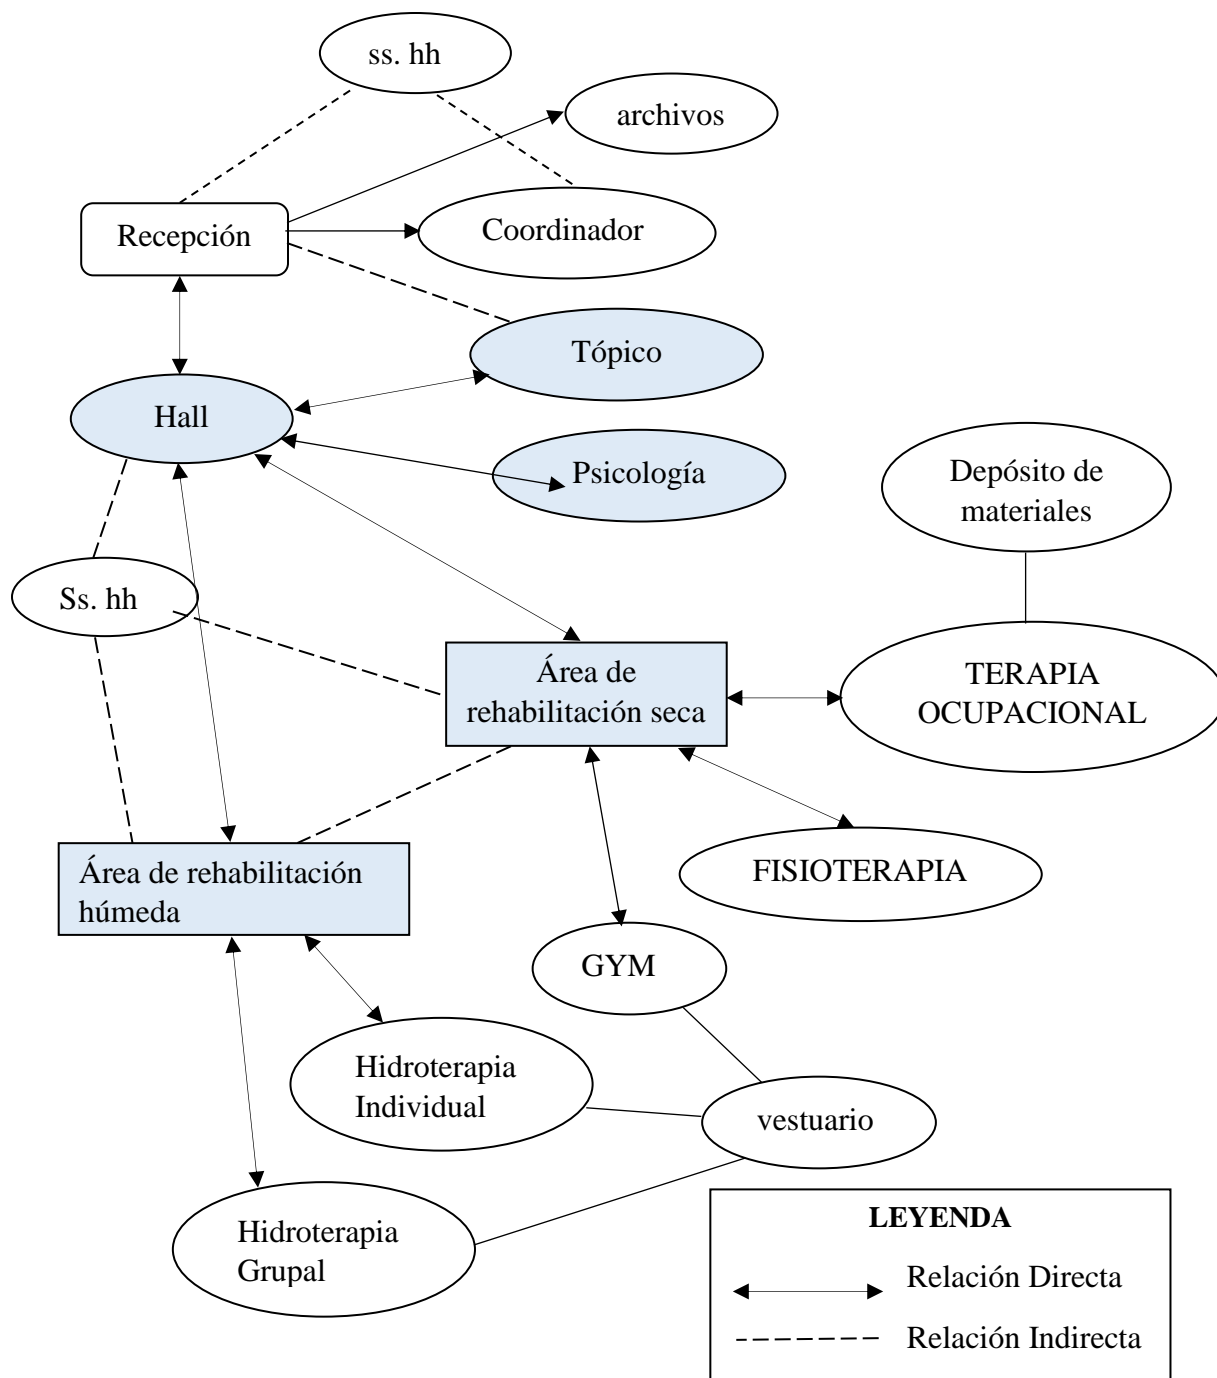 ss. hh
archivos
Recepción
Coordinador
Tópico
Hall
Psicología
Depósito de
materiales
Ss. hh
Área de
rehabilitación seca
TERAPIA
OCUPACIONAL
Área de rehabilitación
húmeda
FISIOTERAPIA
GYM
Hidroterapia
Individual
vestuario
Hidroterapia
Grupal
LEYENDA
Relación Directa
Relación Indirecta